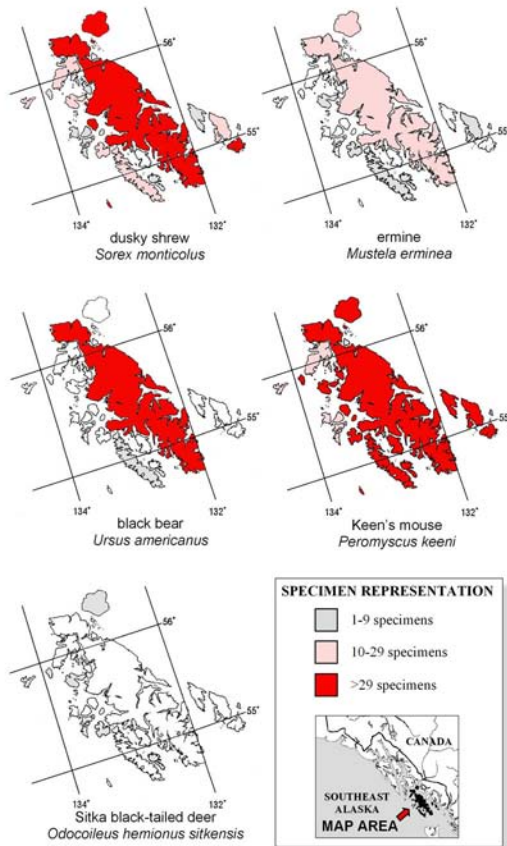 56˚
55˚
134˚
132˚
dusky shrew
Sorex monticolus
56˚
55˚
134˚
132˚
ermine
Mustela erminea
56˚
55˚
134˚
132˚
black bear
Ursus americanus
56˚
55˚
134˚
132˚
Keen's mouse
Peromyscus keeni
56˚
55˚
134˚
132˚
Sitka black-tailed deer
Odocoileus hemionus sitkensis
SPECIMEN REPRESENTATION
1-9 specimens
10-29 specimens
>29 specimens
CANADA
SOUTHEAST
ALASKA
MAP AREA